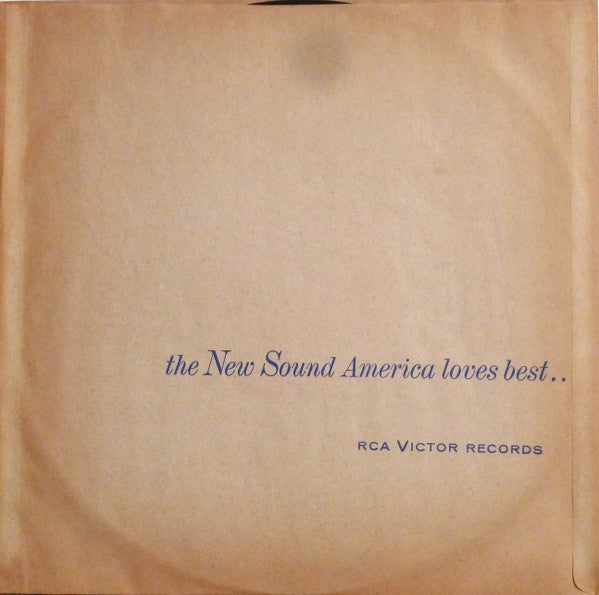 the New Sound America loves best..
RCA VICTOR RECORDS